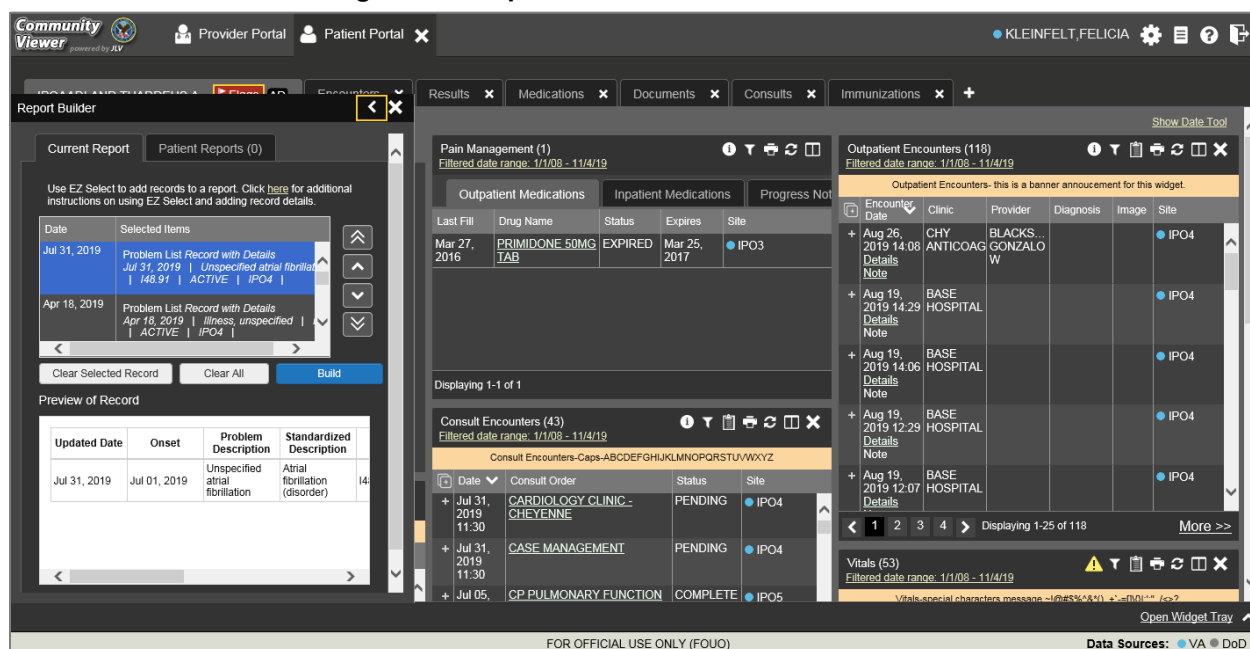 Community
Viewer powered by JLV
Provider Portal
Patient Portal
KLEINFELT,FELICIA
Flags
Encounters
Results
Medications
Documents
Consults
Immunizations
Report Builder
Show Date Tool
Current Report
Patient Reports (0)
Use EZ Select to add records to a report. Click here for additional
instructions on using EZ Select and adding record details.
Date Selected Items
Jul 31, 2019 Problem List Record with Details
Jul 31, 2019 | Unspecified atrial
| I48.91 | ACTIVE | IPO4 |
Apr 18, 2019 Problem List Record with Details
Apr 18, 2019 | Illness, unspecified |
| ACTIVE | IPO4 |
Clear Selected Record
Clear All
Build
Preview of Record
Updated Date Onset Problem Description Standardized Description
Jul 31, 2019 Jul 01, 2019 Unspecified atrial fibrillation Atrial fibrillation (disorder)
Pain Management (1)
Filtered date range: 1/1/08 - 11/4/19
Outpatient Medications Inpatient Medications Progress Not
Last Fill Drug Name Status Expires Site
Mar 27, PRIMIDONE 50MG EXPIRED Mar 25, IPO3
2016 TAB 2017
Displaying 1-1 of 1
Consult Encounters (43)
Filtered date range: 1/1/08 - 11/4/19
Consult Encounters-Caps-ABCDEFGHIJKLMNOPQRSTUVWXYZ
Date Consult Order Status Site
+ Jul 31, CARDIOLOGY CLINIC - PENDING IPO4
2019 CHEYENNE
11:30
+ Jul 31, CASE MANAGEMENT PENDING IPO4
2019
11:30
+ Jul 05, CP PULMONARY FUNCTION COMPLETE IPO5
Outpatient Encounters (118)
Filtered date range: 1/1/08 - 11/4/19
Outpatient Encounters- this is a banner annoucement for this widget.
Encounter Date Clinic Provider Diagnosis Image Site
+ Aug 26, CHY BLACKS... IPO4
2019 14:08 ANTICOAG GONZALO
Details W
Note
+ Aug 19, BASE IPO4
2019 14:29 HOSPITAL
Details
Note
+ Aug 19, BASE IPO4
2019 14:06 HOSPITAL
Details
Note
+ Aug 19, BASE IPO4
2019 12:29 HOSPITAL
Details
Note
+ Aug 19, BASE IPO4
2019 12:07 HOSPITAL
Details
1 2 3 4 Displaying 1-25 of 118 More >>
Vitals (53)
Filtered date range: 1/1/08 - 11/4/19
Vitals-special characters message
Open Widget Tray
FOR OFFICIAL USE ONLY (FOUO)
Data Sources: VA DoD